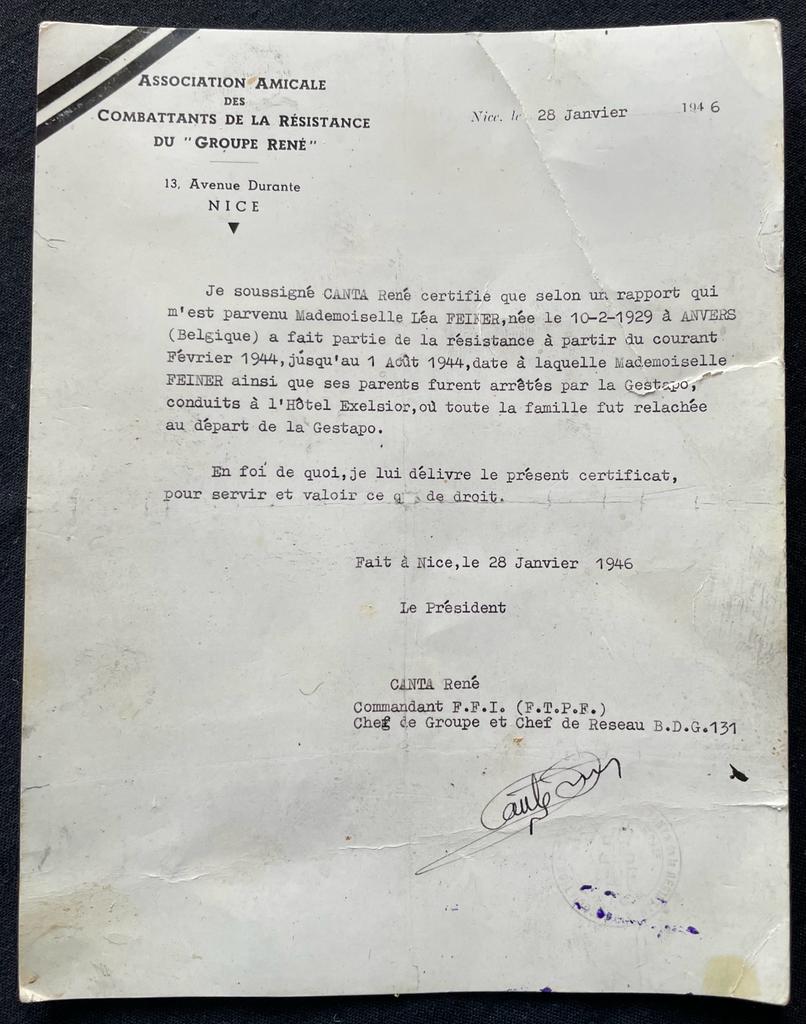 ASSOCIATION AMICALE
DES
COMBATTANTS DE LA RÉSISTANCE
DU "GROUPE RENÉ"
13, Avenue Durante
NICE
Nice, le 28 Janvier 1946
Je soussigné CANTA René certifie que selon un rapport qui
m'est parvenu Mademoiselle Léa FEINER,née le 10-2-1929 à ANVERS
(Belgique) a fait partie de la résistance à partir du courant
Février 1944,júsqu'au 1 Août 1944,date à laquelle Mademoiselle
FEINER ainsi que ses parents furent arrêtés par la Gestapo,
conduits à l'Hôtel Exelsior,où toute la famille fut relachée
au départ de la Gestapo.
En foi de quoi,je lui délivre le présent certificat,
pour servir et valoir ce de droit.
Fait à Nice,le 28 Janvier 1946
Le Président
CANTA René
Commandant F.F.I. (F.T.P.F.)
Chef de Groupe et Chef de Reseau B.D.G.131